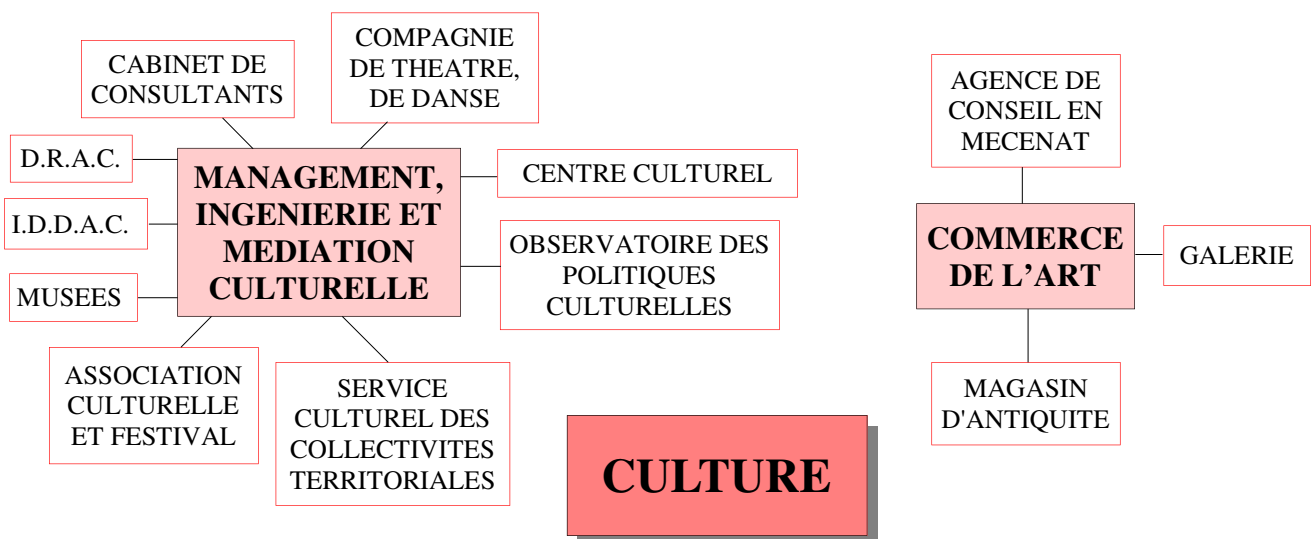 CABINET DE
CONSULTANTS
COMPAGNIE
DE THEATRE,
DE DANSE
D.R.A.C.
I.D.D.A.C.
MUSEES
MANAGEMENT,
INGENIERIE ET
MEDIATION
CULTURELLE
CENTRE CULTUREL
OBSERVATOIRE DES
POLITIQUES
CULTURELLES
ASSOCIATION
CULTURELLE
ET FESTIVAL
SERVICE
CULTUREL DES
COLLECTIVITES
TERRITORIALES
AGENCE DE
CONSEIL EN
MECENAT
COMMERCE
DE L'ART
GALERIE
MAGASIN
D'ANTIQUITE
CULTURE